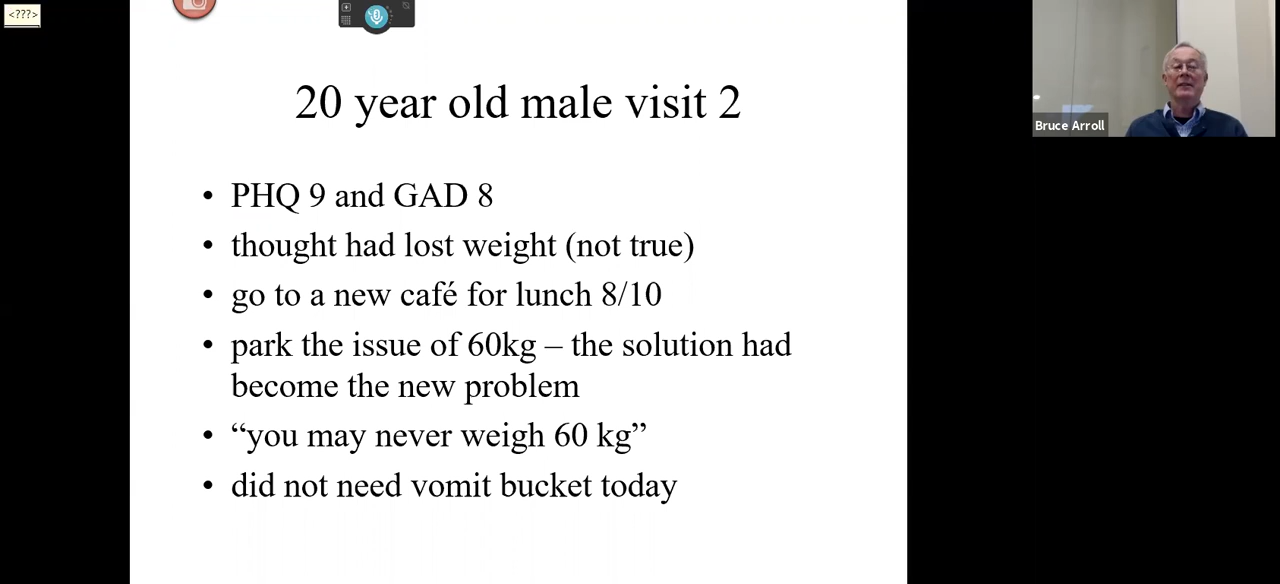 <???>
20 year old male visit 2
• PHQ 9 and GAD 8
• thought had lost weight (not true)
• go to a new café for lunch 8/10
• park the issue of 60kg – the solution had
become the new problem
• “you may never weigh 60 kg”
• did not need vomit bucket today
Bruce Arroll